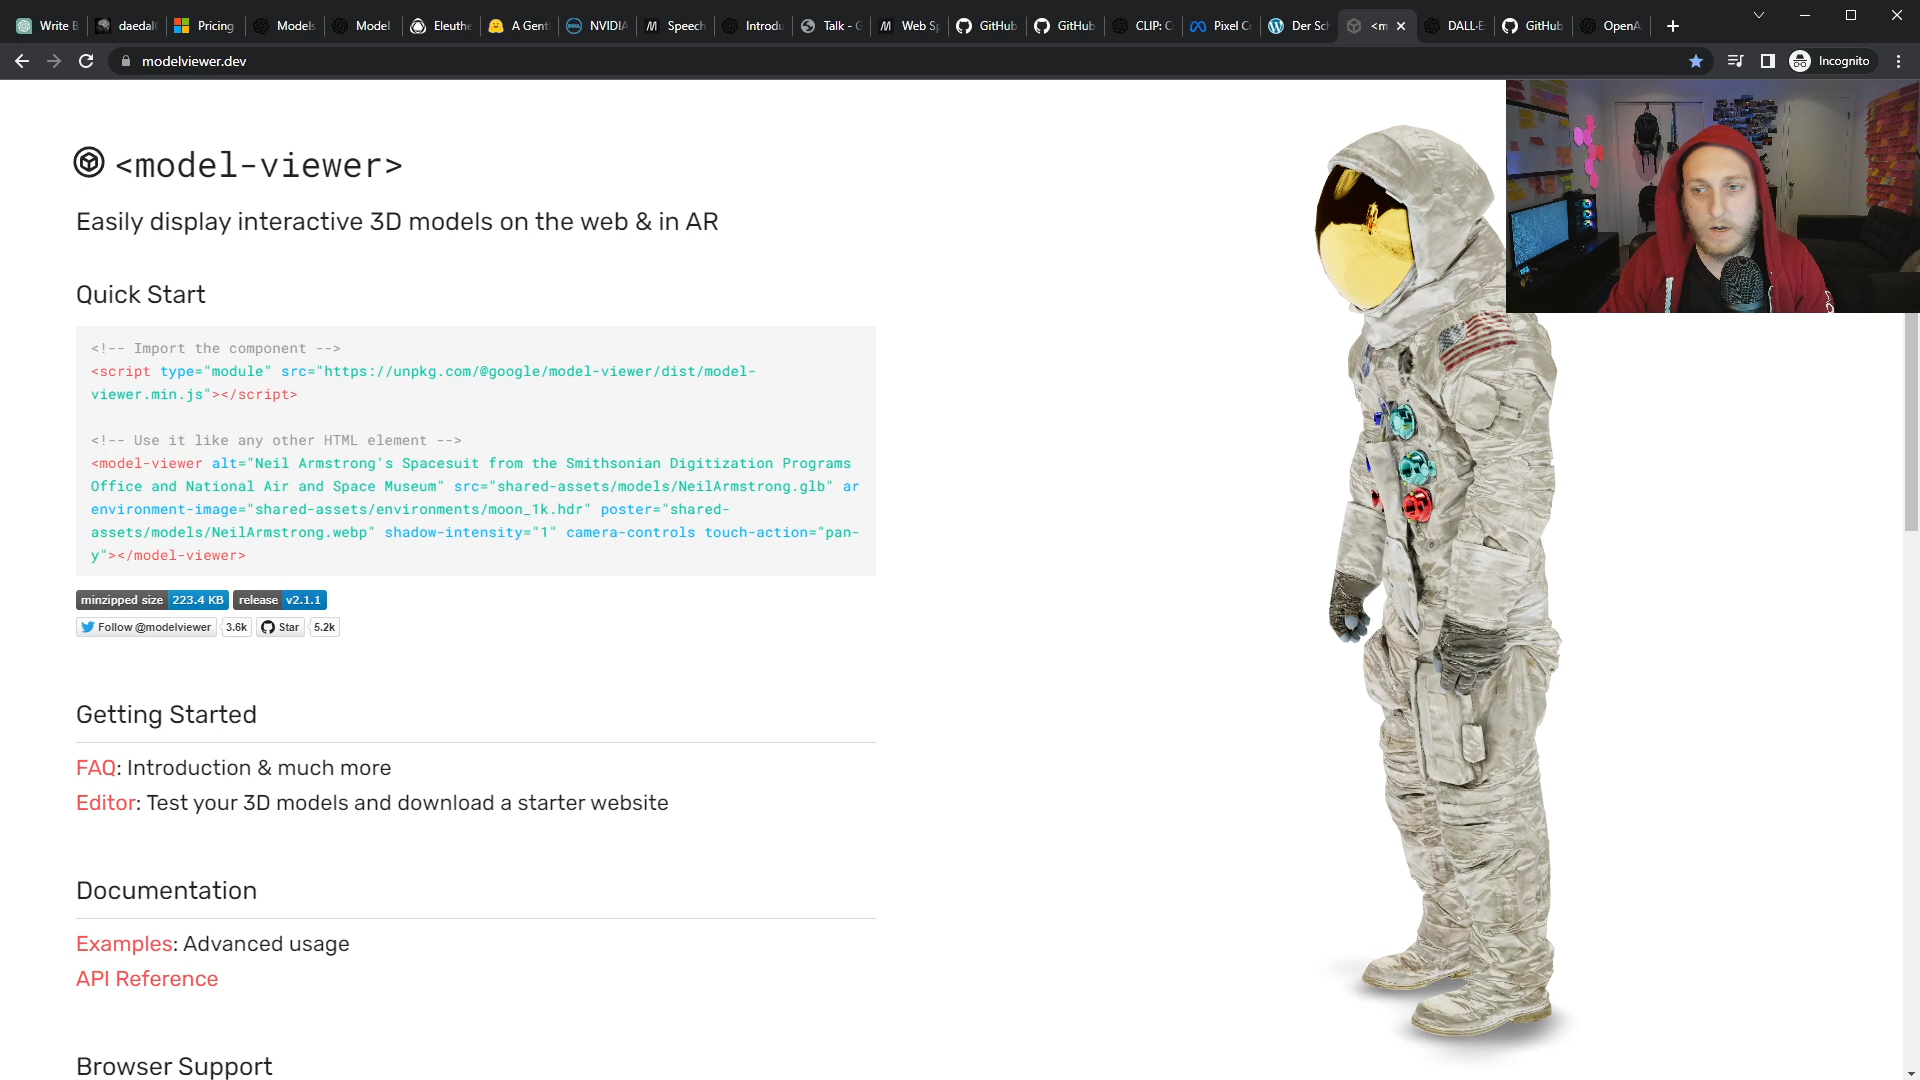 Write B
daedal
Pricing
Models
Model
Eleuthe
A Gent
NVIDIA
Speech
Introdu
Talk - G
Web Sp
GitHub
GitHub
CLIP: C
Pixel Co
Der Sch
<m
DALL·E
GitHub
OpenA
modelviewer.dev
Incognito
<model-viewer>
Easily display interactive 3D models on the web & in AR
Quick Start
<!-- Import the component -->
<script type="module" src="https://unpkg.com/@google/model-viewer/dist/model-
viewer.min.js"></script>
<!-- Use it like any other HTML element -->
<model-viewer alt="Neil Armstrong's Spacesuit from the Smithsonian Digitization Programs
Office and National Air and Space Museum" src="shared-assets/models/NeilArmstrong.glb" ar
environment-image="shared-assets/environments/moon_1k.hdr" poster="shared-
assets/models/NeilArmstrong.webp" shadow-intensity="1" camera-controls touch-action="pan-
y"></model-viewer>
minzipped size 223.4 KB release v2.1.1
Follow @modelviewer 3.6k Star 5.2k
Getting Started
FAQ: Introduction & much more
Editor: Test your 3D models and download a starter website
Documentation
Examples: Advanced usage
API Reference
Browser Support